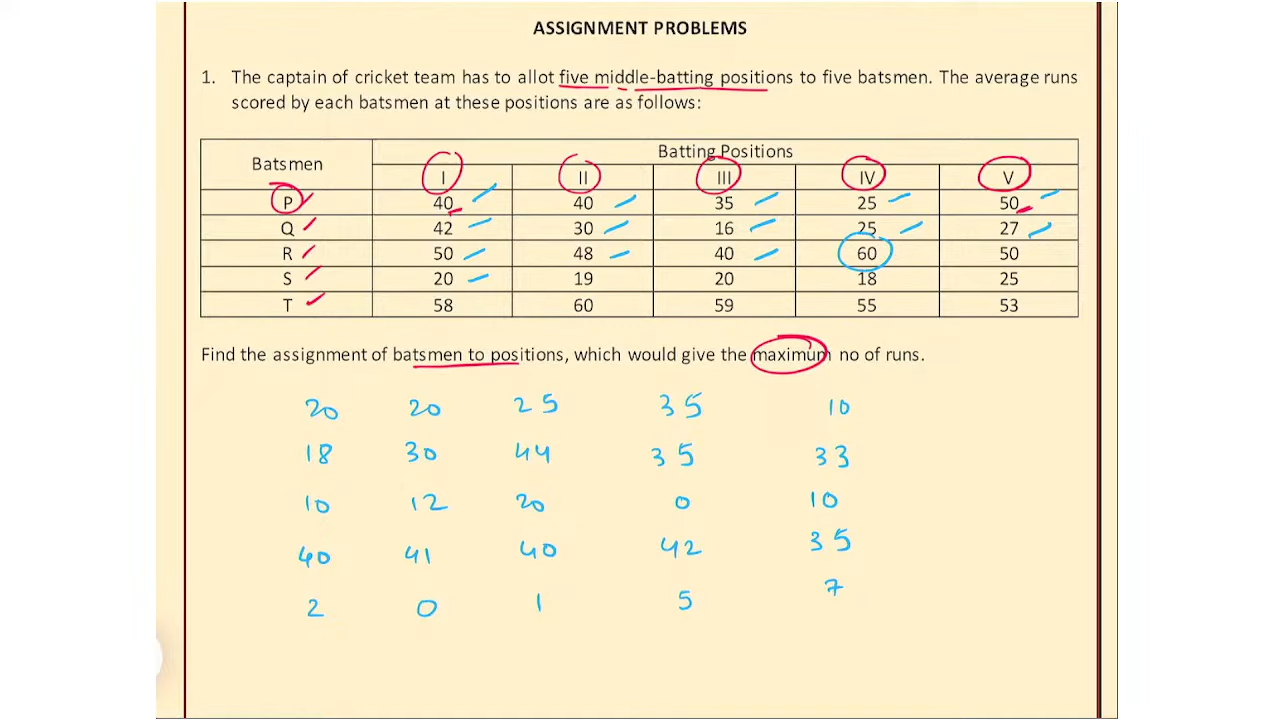 ASSIGNMENT PROBLEMS
1. The captain of cricket team has to allot five middle-batting positions to five batsmen. The average runs
scored by each batsmen at these positions are as follows:
Batsmen Batting Positions
I II III IV V
P 40 40 35 25 50
Q 42 30 16 25 27
R 50 48 40 60 50
S 20 19 20 18 25
T 58 60 59 55 53
Find the assignment of batsmen to positions, which would give the maximum no of runs.
20 20 25 35 10
18 30 44 35 33
10 12 20 0 10
40 41 40 42 35
2 0 1 5 7